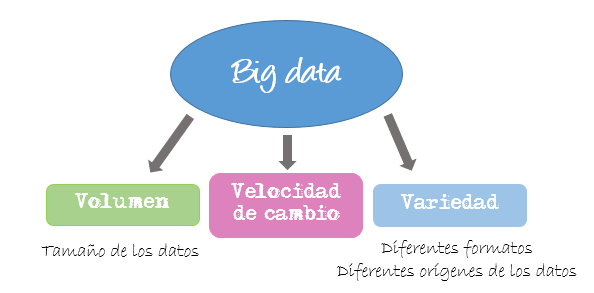 Big data
Volumen
Velocidad
de cambio
Variedad
Tamaño de los datos
Diferentes formatos
Diferentes orígenes de los datos